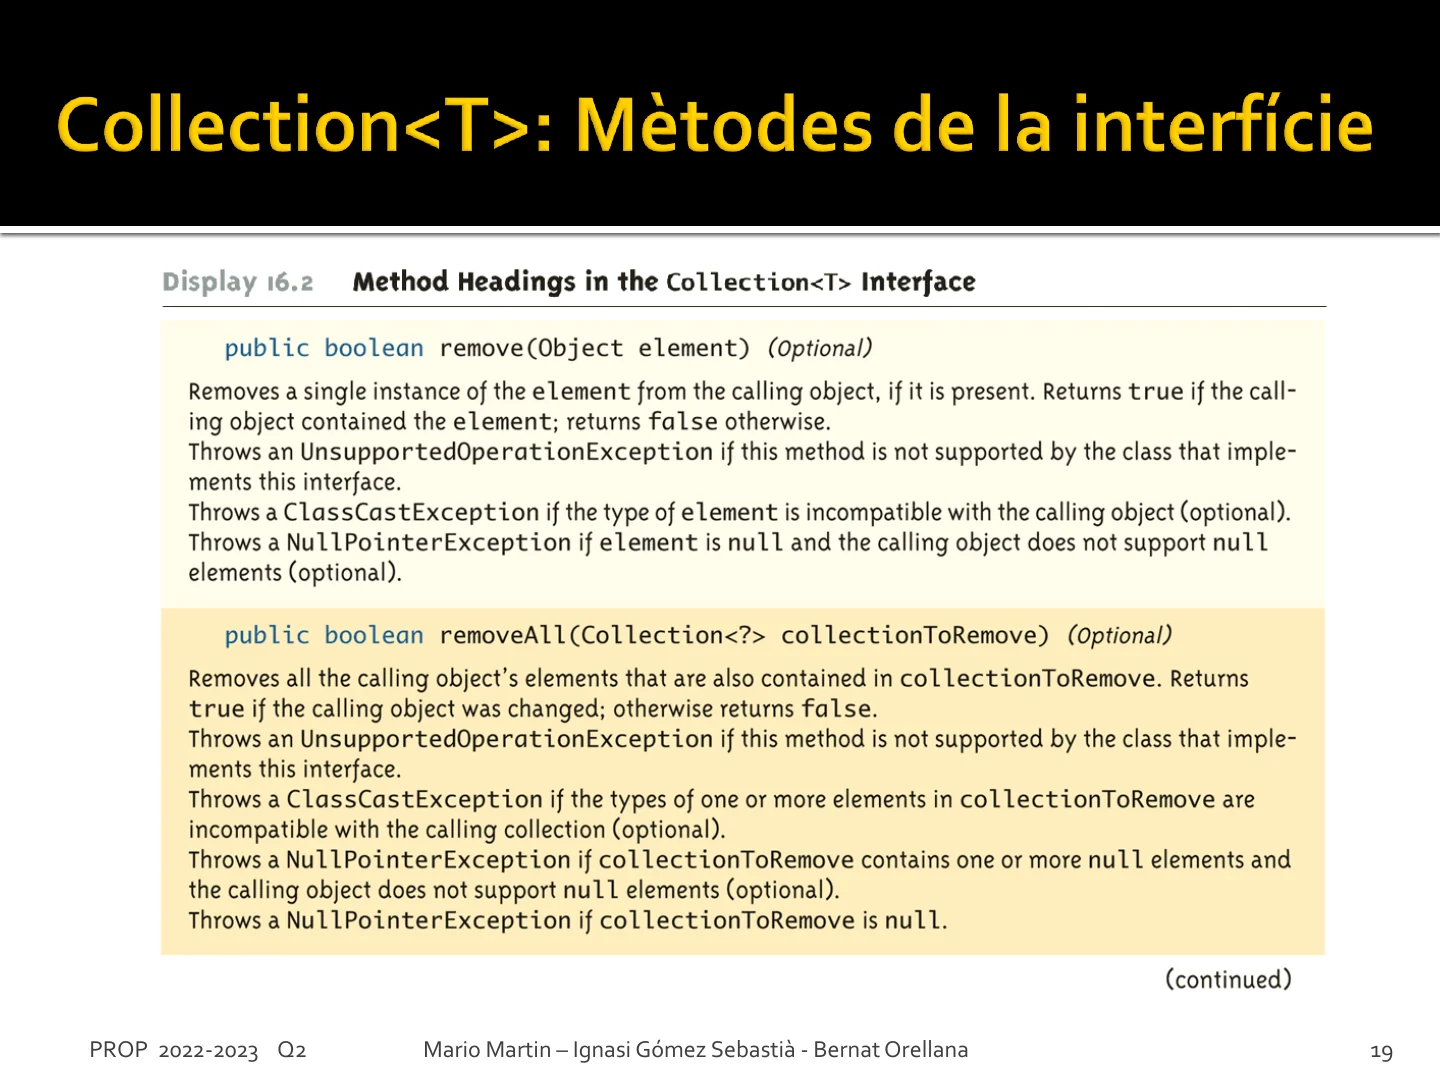 Collection<T>: Mètodes de la interfície
Display 16.2 Method Headings in the Collection<T> Interface
public boolean remove(Object element) (Optional)
Removes a single instance of the element from the calling object, if it is present. Returns true if the call-
ing object contained the element; returns false otherwise.
Throws an UnsupportedOperationException if this method is not supported by the class that imple-
ments this interface.
Throws a ClassCastException if the type of element is incompatible with the calling object (optional).
Throws a NullPointerException if element is null and the calling object does not support null
elements (optional).
public boolean removeAll(Collection<?> collectionToRemove) (Optional)
Removes all the calling object's elements that are also contained in collectionToRemove. Returns
true if the calling object was changed; otherwise returns false.
Throws an UnsupportedOperationException if this method is not supported by the class that imple-
ments this interface.
Throws a ClassCastException if the types of one or more elements in collectionToRemove are
incompatible with the calling collection (optional).
Throws a NullPointerException if collectionToRemove contains one or more null elements and
the calling object does not support null elements (optional).
Throws a NullPointerException if collectionToRemove is null.
(continued)
PROP 2022-2023 Q2 Mario Martin – Ignasi Gómez Sebastià - Bernat Orellana 19